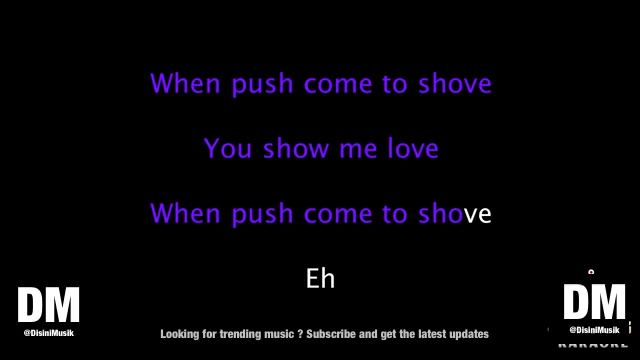 When push come to shove
You show me love
When push come to shove
Eh
DM
@DisiniMusik
DM
@DisiniMusik
KARAOKE
Looking for trending music ? Subscribe and get the latest updates